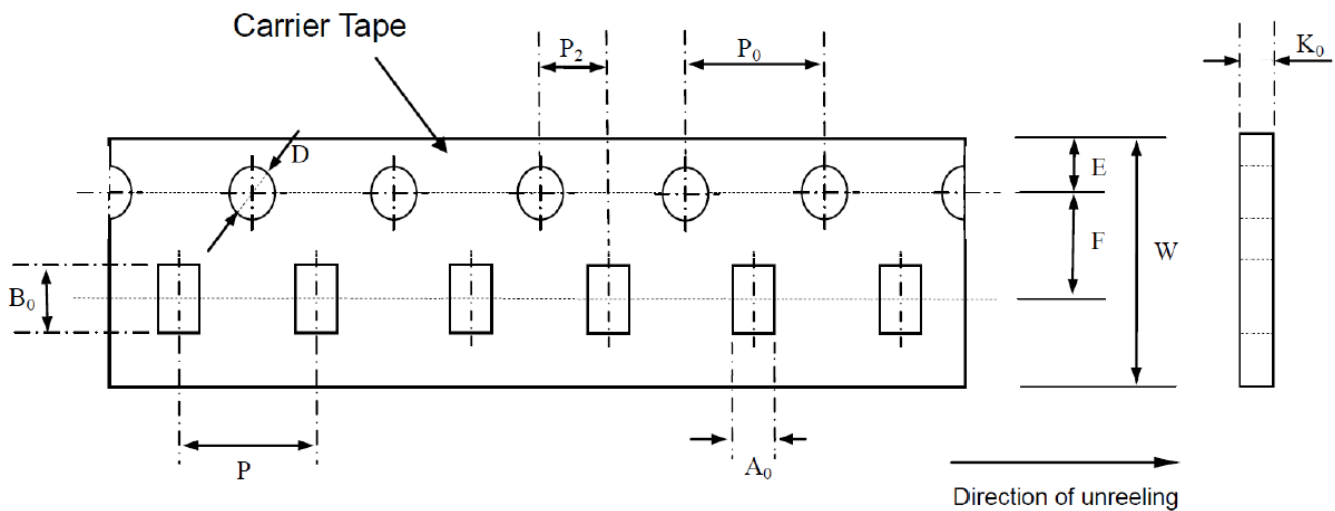 Carrier Tape
P₂
P₀
K₀
D
E
F
W
B₀
P
A₀
Direction of unreeling